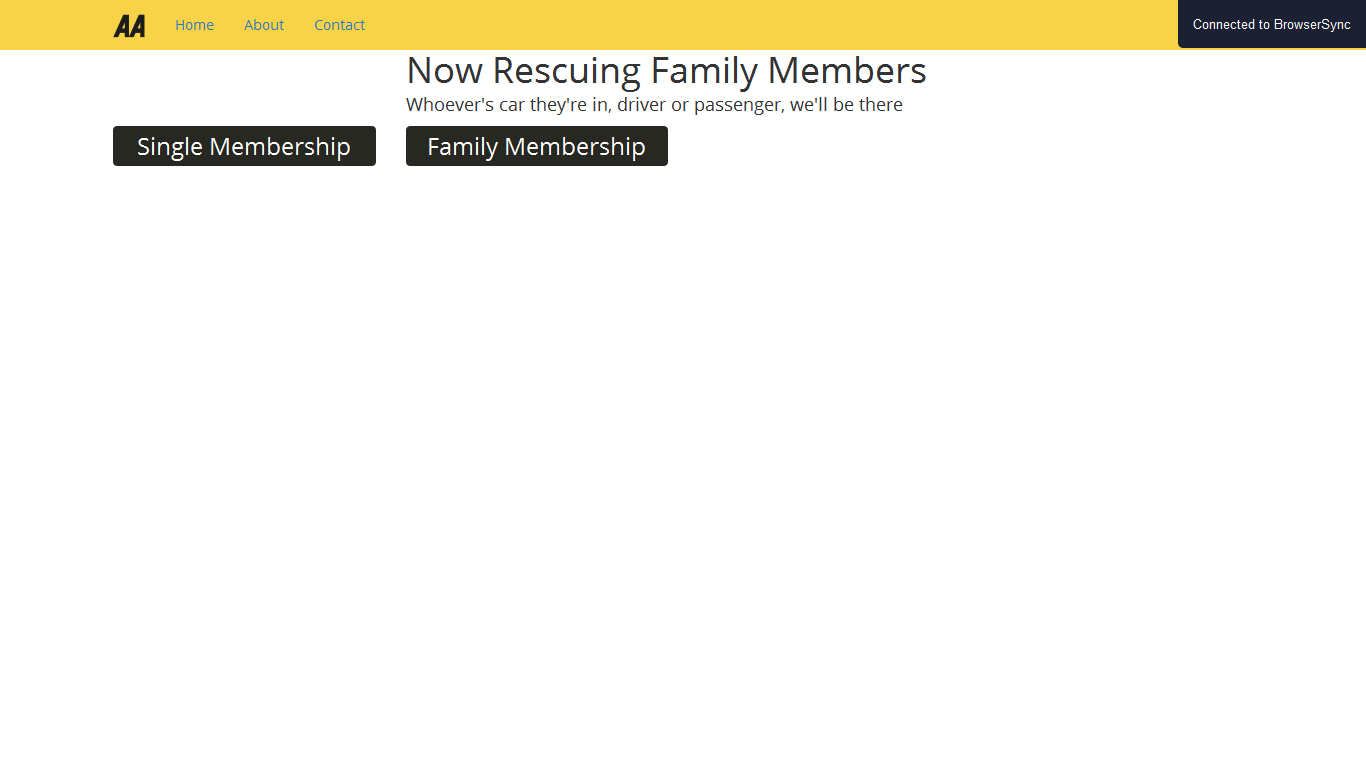 AA Home About Contact Connected to BrowserSync
Now Rescuing Family Members
Whoever's car they're in, driver or passenger, we'll be there
Single Membership Family Membership